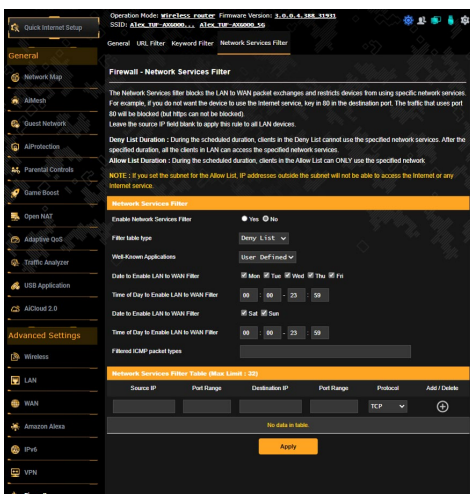 Operation Mode: Wireless router Firmware Version: 3.0.0.4.388_31931
SSID: Alex_TUF-AX6000... Alex_TUF-AX6000_5G
Quick Internet Setup
General URL Filter Keyword Filter Network Services Filter
General
Network Map
AiMesh
Guest Network
AiProtection
Parental Controls
Game Boost
Open NAT
Adaptive QoS
Traffic Analyzer
USB Application
AiCloud 2.0
Advanced Settings
Wireless
LAN
WAN
Amazon Alexa
IPv6
VPN
Firewall - Network Services Filter
The Network Services filter blocks the LAN to WAN packet exchanges and restricts devices from using specific network services.
For example, if you do not want the device to use the Internet service, key in 80 in the destination port. The traffic that uses port
80 will be blocked (but https can not be blocked).
Leave the source IP field blank to apply this rule to all LAN devices.
Deny List Duration : During the scheduled duration, clients in the Deny List cannot use the specified network services. After the
specified duration, all the clients in LAN can access the specified network services.
Allow List Duration : During the scheduled duration, clients in the Allow List can ONLY use the specified network
NOTE : If you set the subnet for the Allow List, IP addresses outside the subnet will not be able to access the Internet or any
Internet service.
Network Services Filter
Enable Network Services Filter Yes No
Filter table type Deny List
Well-Known Applications User Defined
Date to Enable LAN to WAN Filter Mon Tue Wed Thu Fri
Time of Day to Enable LAN to WAN Filter 00 : 00 - 23 : 59
Date to Enable LAN to WAN Filter Sat Sun
Time of Day to Enable LAN to WAN Filter 00 : 00 - 23 : 59
Filtered ICMP packet types
Network Services Filter Table (Max Limit : 32)
Source IP Port Range Destination IP Port Range Protocol Add / Delete
TCP
No data in table.
Apply